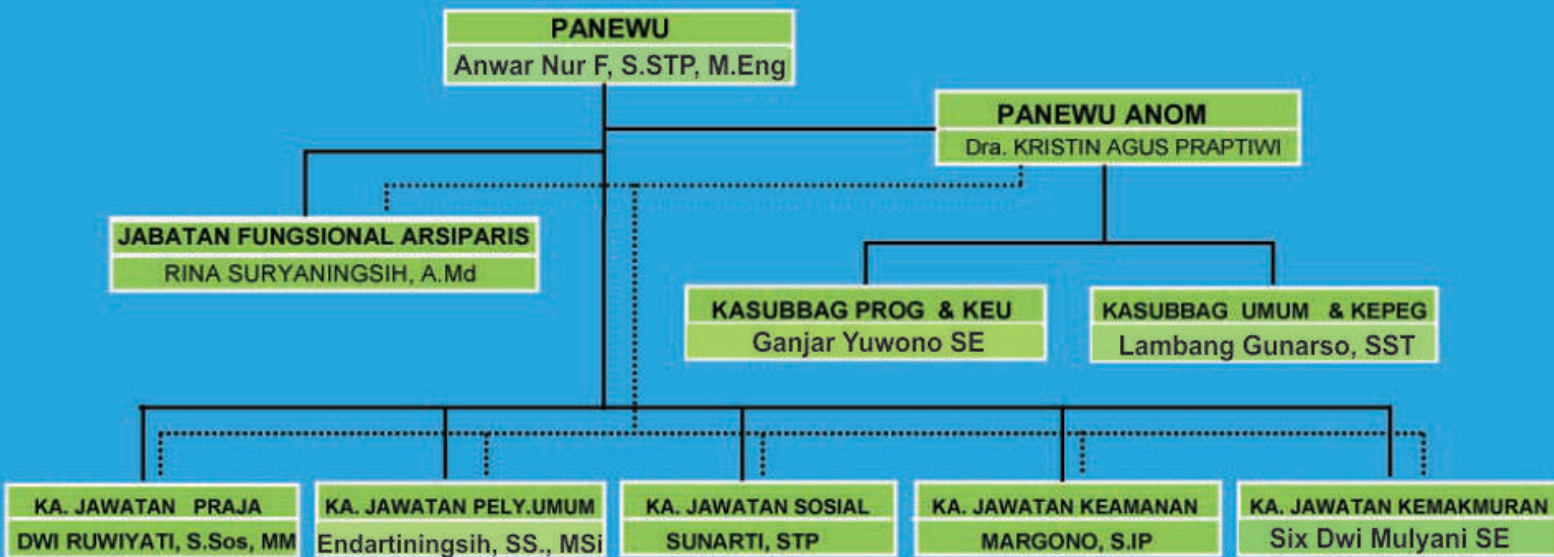 PANEWU
Anwar Nur F, S.STP, M.Eng
PANEWU ANOM
Dra. KRISTIN AGUS PRAPTIWI
JABATAN FUNGSIONAL ARSIPARIS
RINA SURYANINGSIH, A.Md
KASUBBAG PROG & KEU
Ganjar Yuwono SE
KASUBBAG UMUM & KEPEG
Lambang Gunarso, SST
KA. JAWATAN PRAJA
DWI RUWIYATI, S.Sos, MM
KA. JAWATAN PELY.UMUM
Endartiningsih, SS., MSi
KA. JAWATAN SOSIAL
SUNARTI, STP
KA. JAWATAN KEAMANAN
MARGONO, S.IP
KA. JAWATAN KEMAKMURAN
Six Dwi Mulyani SE